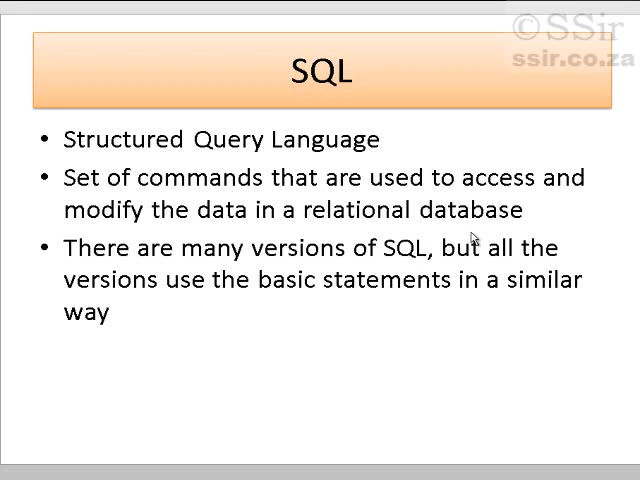 © SSir
ssir.co.za
SQL
• Structured Query Language
• Set of commands that are used to access and
modify the data in a relational database
• There are many versions of SQL, but all the
versions use the basic statements in a similar
way